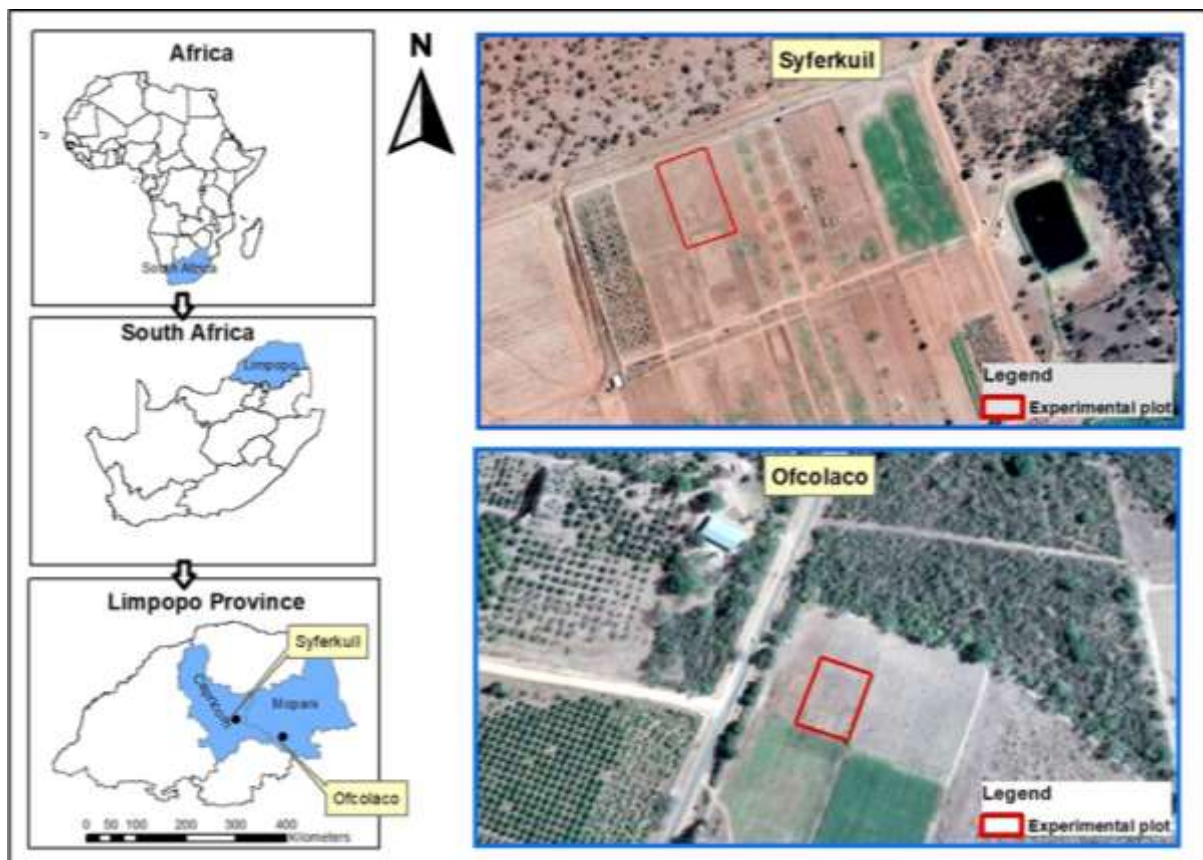 Africa
South Africa
N
South Africa
Limpopo
Limpopo Province
Syferkuil
Capricorn
Mopani
Ofcolaco
0 50 100 200 300 400
Kilometers
Syferkuil
Legend
Experimental plot
Ofcolaco
Legend
Experimental plot